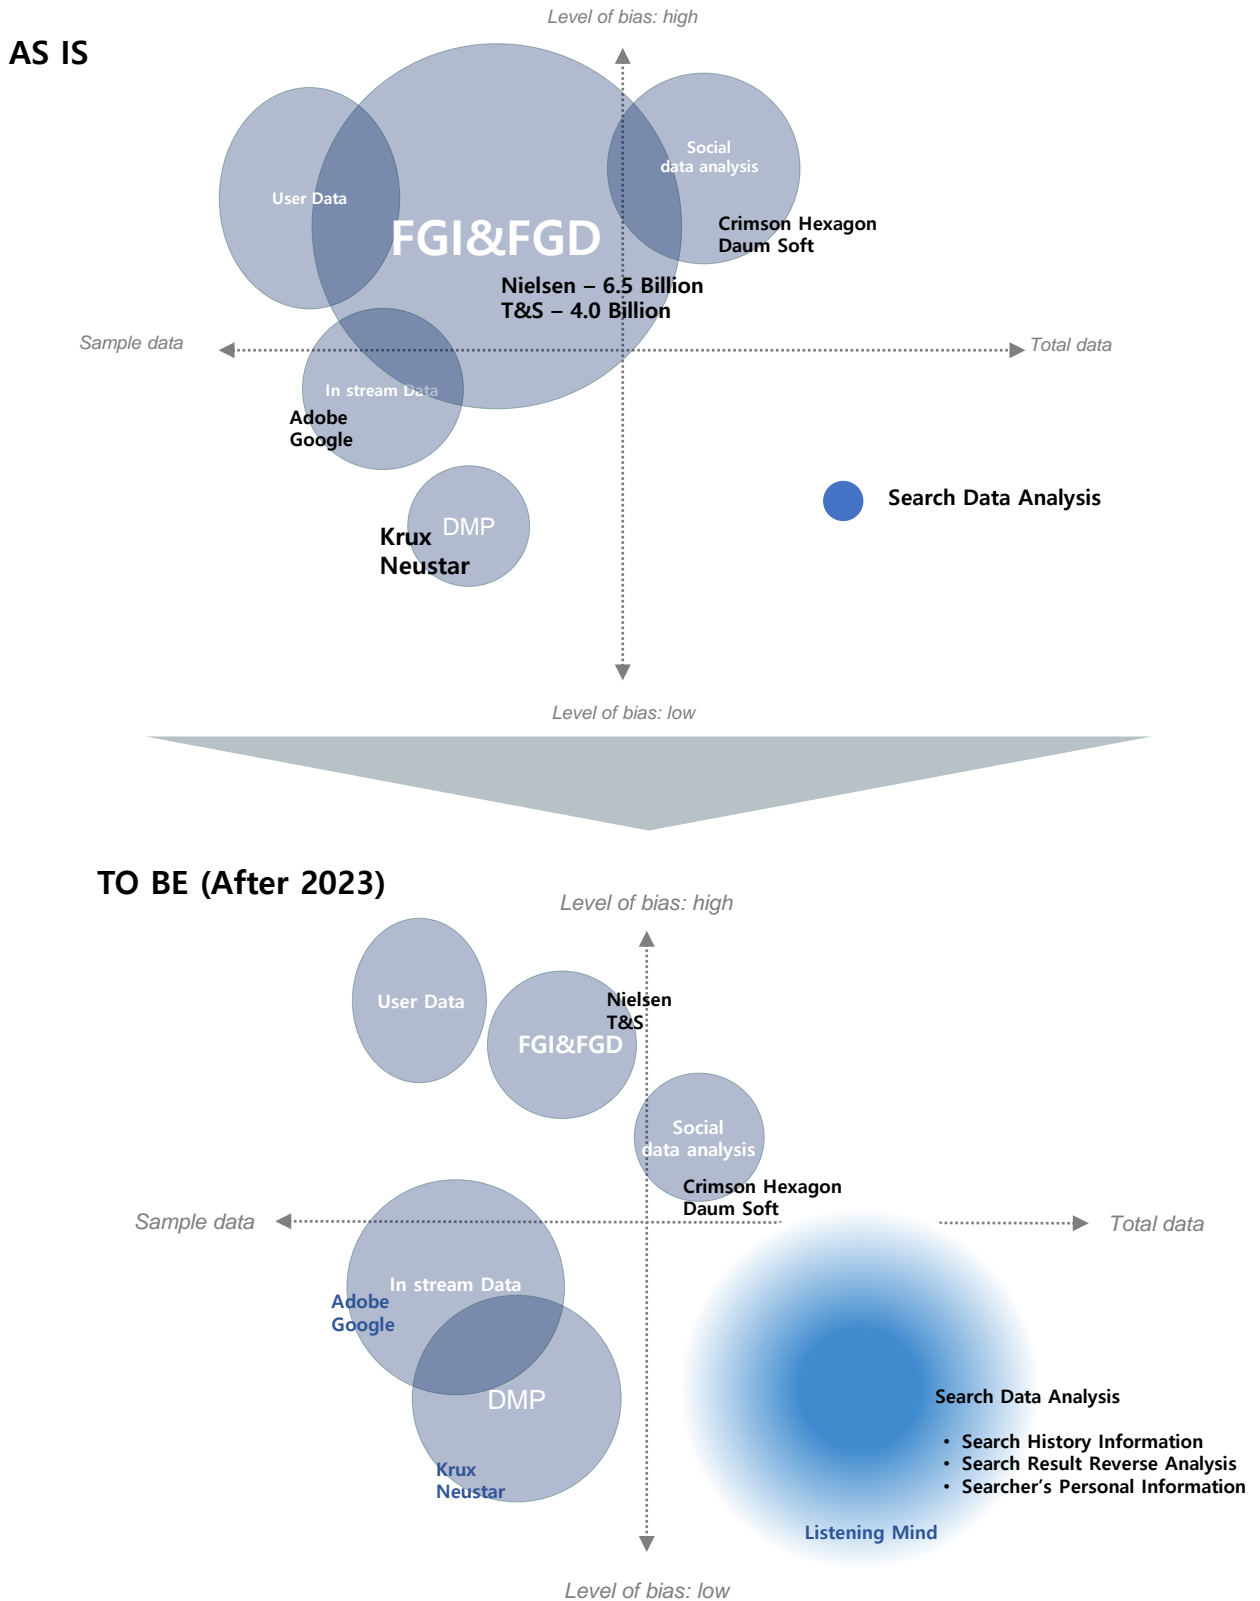 Level of bias: high
AS IS
Social
data analysis
User Data
Crimson Hexagon
Daum Soft
FGI&FGD
Nielsen – 6.5 Billion
T&S – 4.0 Billion
Sample data
Total data
In stream Data
Adobe
Google
Search Data Analysis
DMP
Krux
Neustar
Level of bias: low
TO BE (After 2023)
Level of bias: high
User Data
Nielsen
T&S
FGI&FGD
Social
data analysis
Crimson Hexagon
Daum Soft
Sample data
Total data
In stream Data
Adobe
Google
DMP
Krux
Neustar
Search Data Analysis
• Search History Information
• Search Result Reverse Analysis
• Searcher's Personal Information
Listening Mind
Level of bias: low